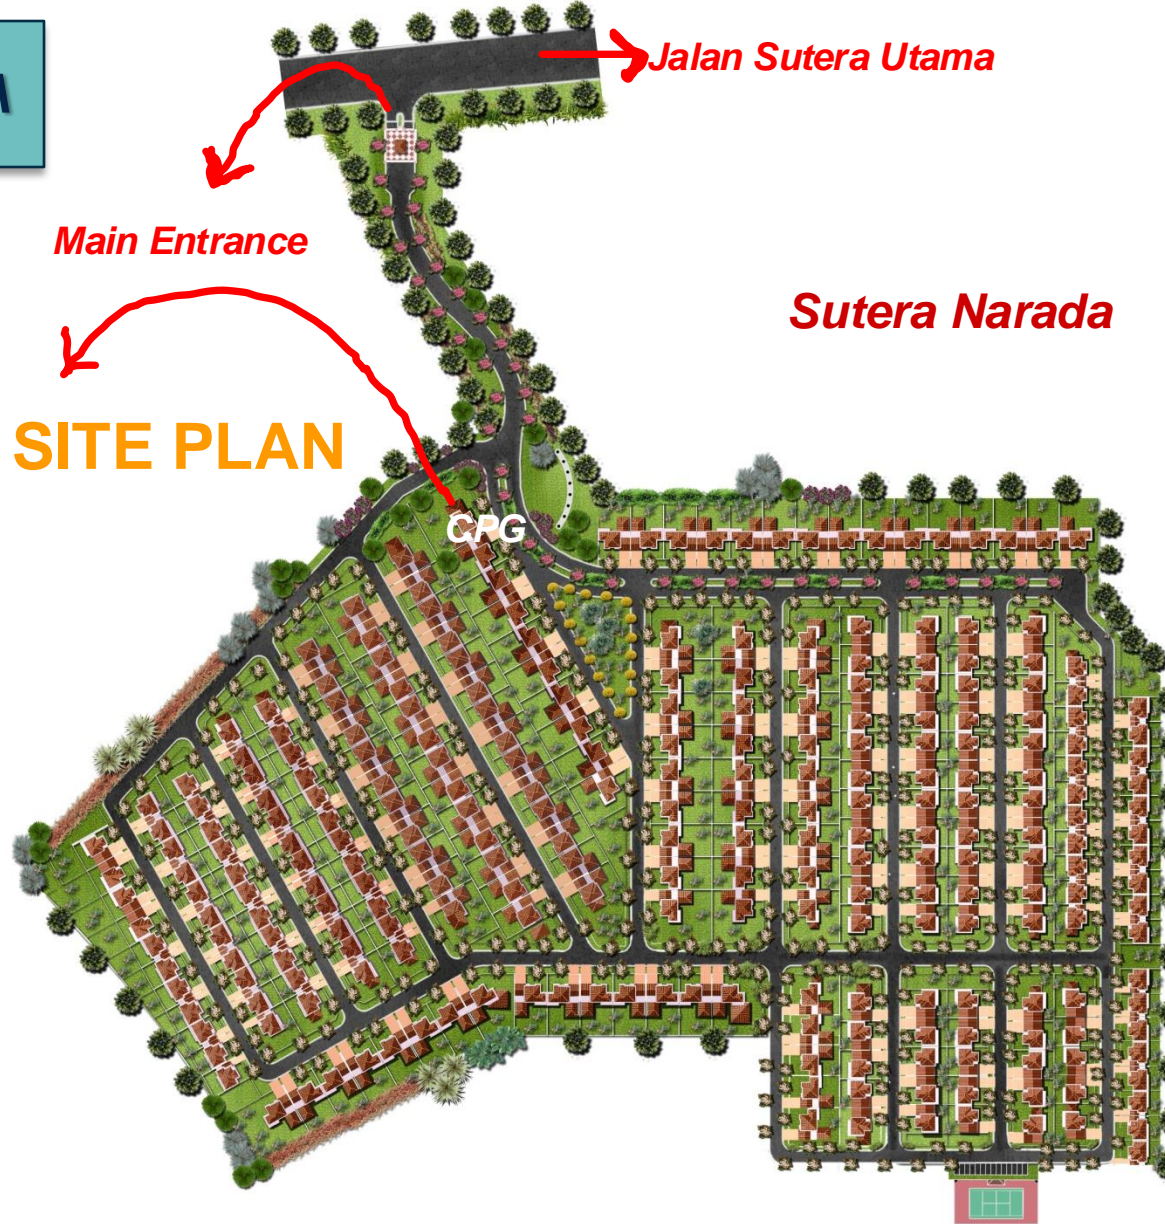 Jalan Sutera Utama
Main Entrance
Sutera Narada
SITE PLAN
CPG